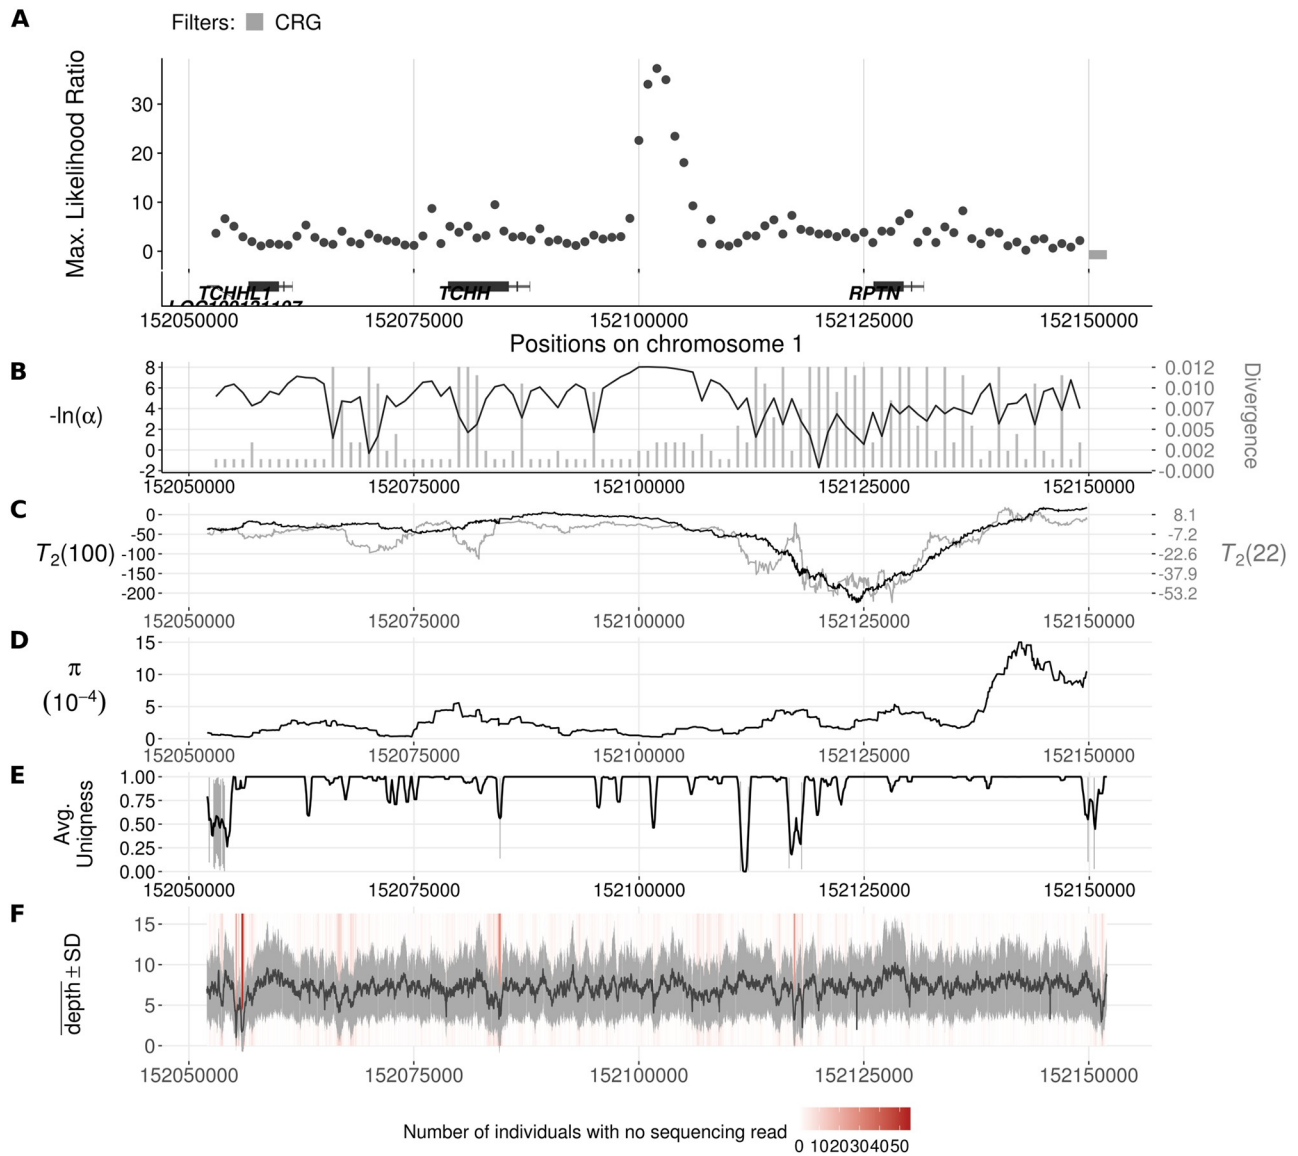 A
Filters: CRG
Max. Likelihood Ratio
30
20
10
0
TCHHL1 TCHH RPTN
152050000 152075000 152100000 152125000 152150000
Positions on chromosome 1
B
-ln(α)
8
6
4
2
0
-2
0.012
0.010
0.007
0.005
0.002
-0.000
Divergence
152050000 152075000 152100000 152125000 152150000
C
T2(100)
0
-50
-100
-150
-200
8.1
-7.2
-22.6
-37.9
-53.2
T2(22)
152050000 152075000 152100000 152125000 152150000
D
π
(10−4)
15
10
5
0
152050000 152075000 152100000 152125000 152150000
E
Avg.
Uniqness
1.00
0.75
0.50
0.25
0.00
152050000 152075000 152100000 152125000 152150000
F
depth ± SD
15
10
5
0
152050000 152075000 152100000 152125000 152150000
Number of individuals with no sequencing read
0 10 20 30 40 50